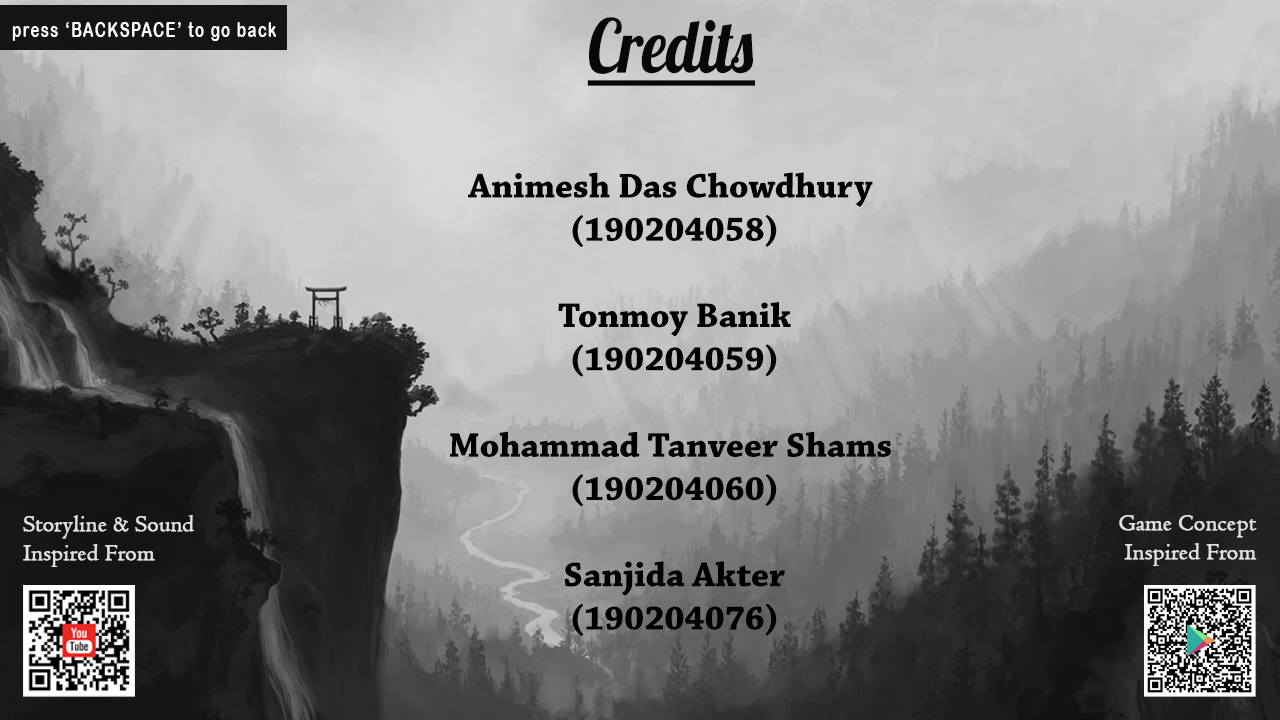 press ‘BACKSPACE’ to go back
Credits
Animesh Das Chowdhury
(190204058)
Tonmoy Banik
(190204059)
Mohammad Tanveer Shams
(190204060)
Sanjida Akter
(190204076)
Storyline & Sound
Inspired From
You
Tube
Game Concept
Inspired From